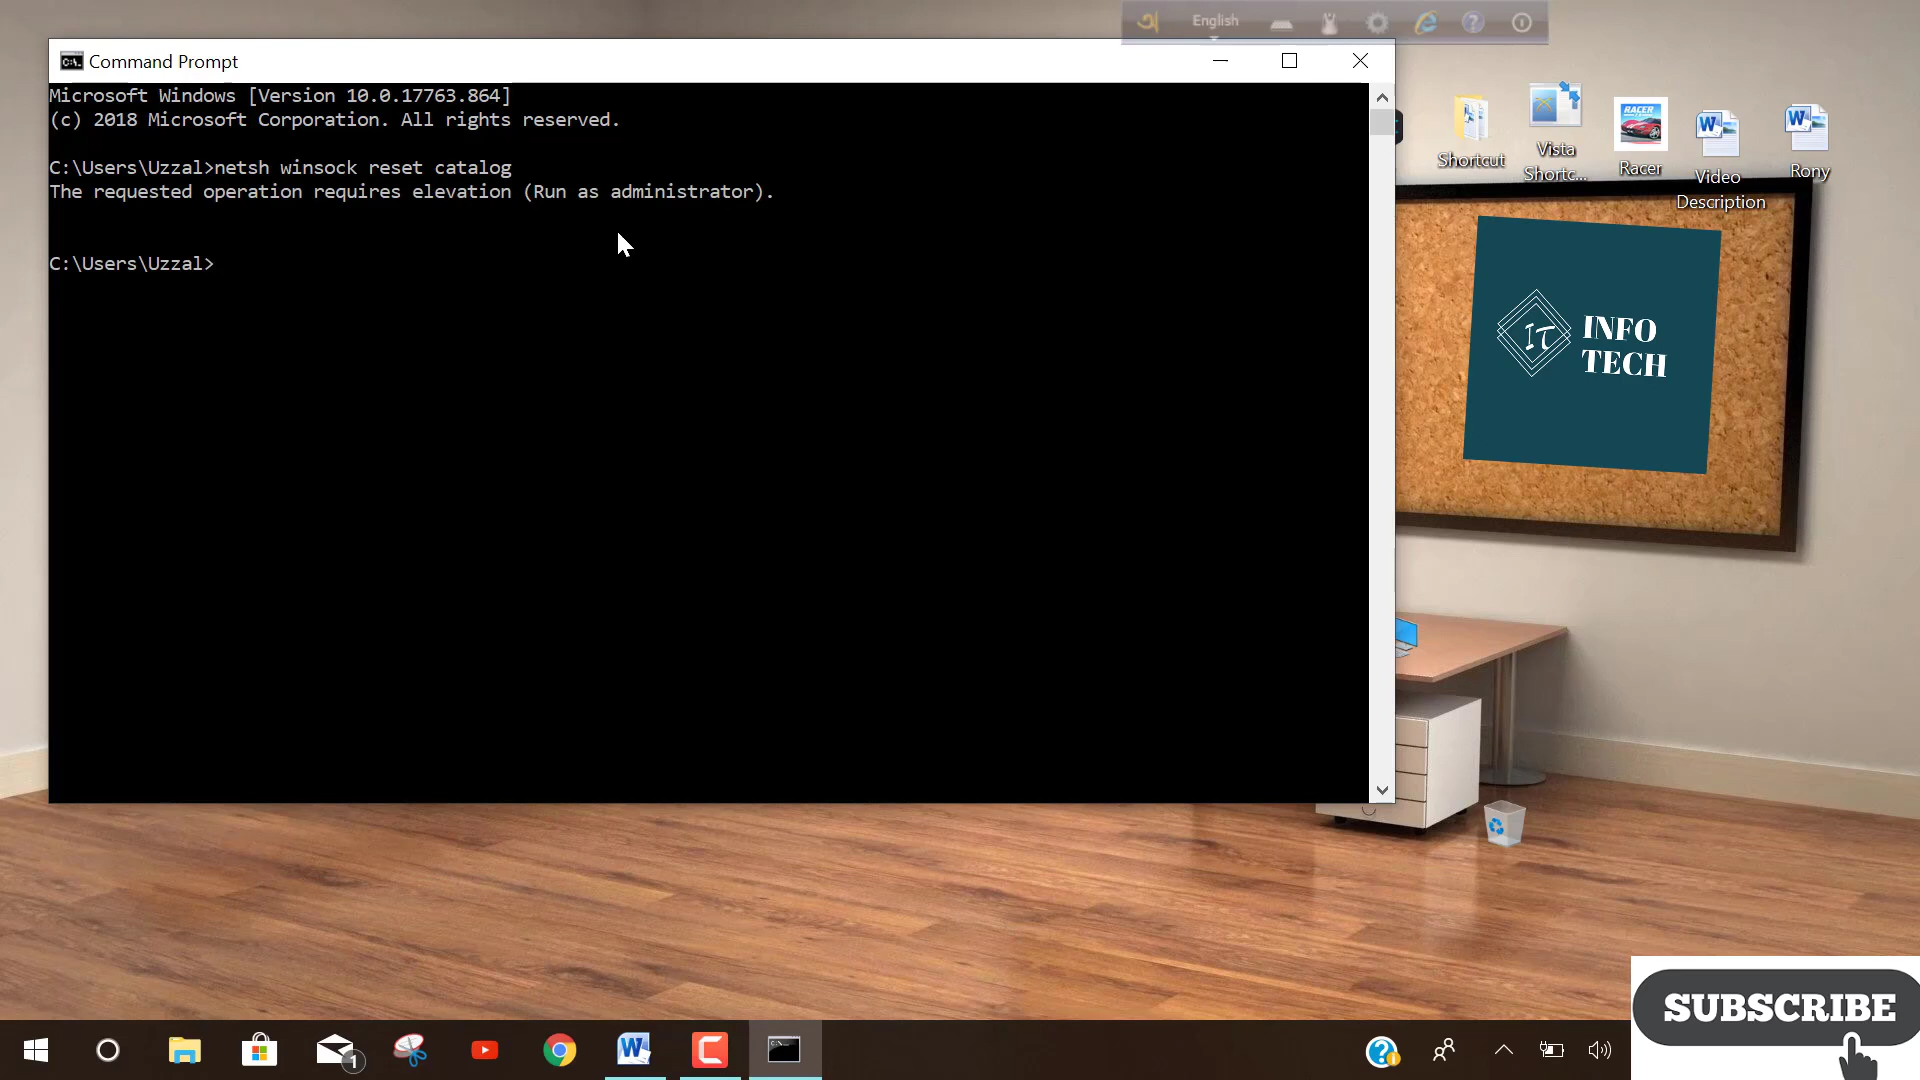 অ English
Command Prompt
Microsoft Windows [Version 10.0.17763.864]
(c) 2018 Microsoft Corporation. All rights reserved.
C:\Users\Uzzal>netsh winsock reset catalog
The requested operation requires elevation (Run as administrator).
C:\Users\Uzzal>
Shortcut
Vista
Shortc...
Racer
Video
Description
Rony
IT
INFO
TECH
1
SUBSCRIBE